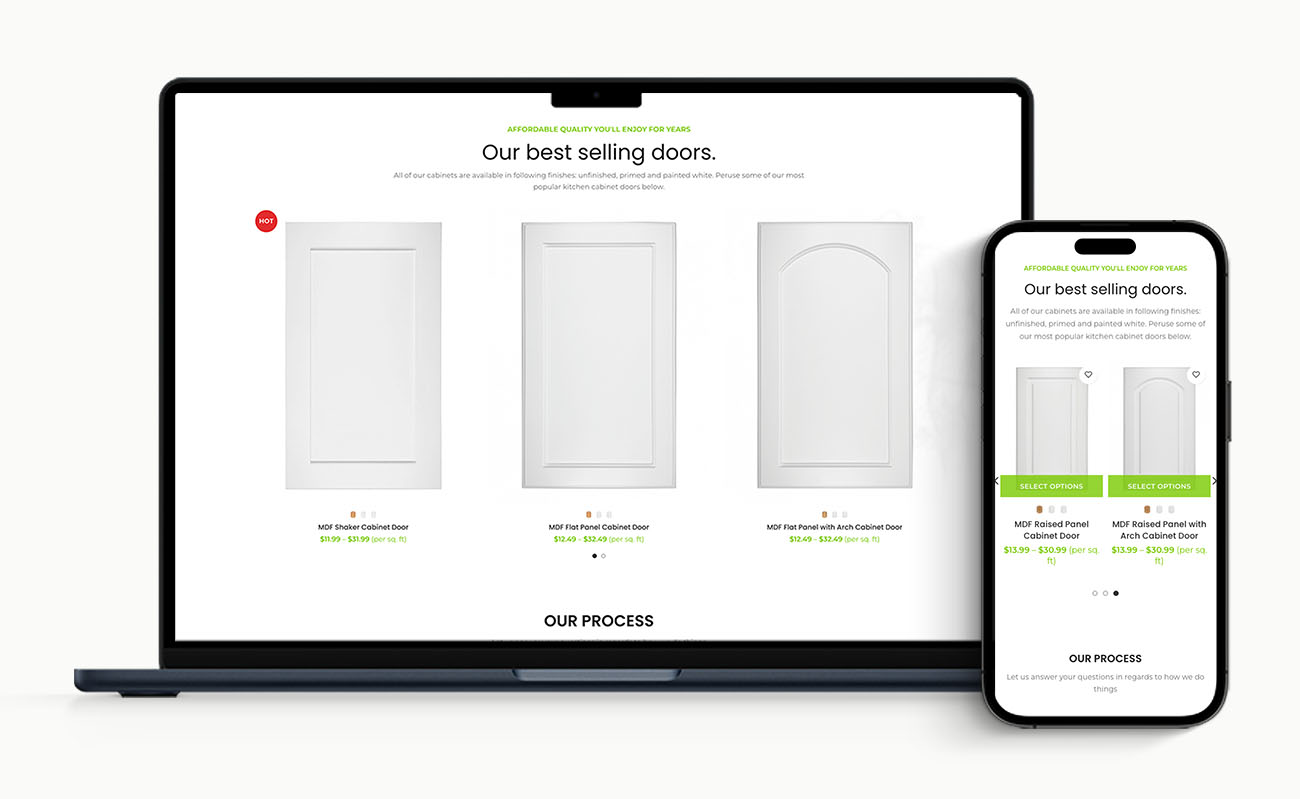 AFFORDABLE QUALITY YOU'LL ENJOY FOR YEARS
Our best selling doors.
All of our cabinets are available in following finishes: unfinished, primed and painted white. Peruse some of our most
popular kitchen cabinet doors below.
HOT
MDF Shaker Cabinet Door
$11.99 – $31.99 (per sq. ft)
MDF Flat Panel Cabinet Door
$12.49 – $32.49 (per sq. ft)
MDF Flat Panel with Arch Cabinet Door
$12.49 – $32.49 (per sq. ft)
OUR PROCESS
AFFORDABLE QUALITY YOU'LL ENJOY FOR YEARS
Our best selling doors.
All of our cabinets are available in following finishes:
unfinished, primed and painted white. Peruse some of
our most popular kitchen cabinet doors below.
SELECT OPTIONS
MDF Raised Panel
Cabinet Door
$13.99 – $30.99 (per sq.
ft)
SELECT OPTIONS
MDF Raised Panel with
Arch Cabinet Door
$13.99 – $30.99 (per sq.
ft)
OUR PROCESS
Let us answer your questions in regards to how we do
things